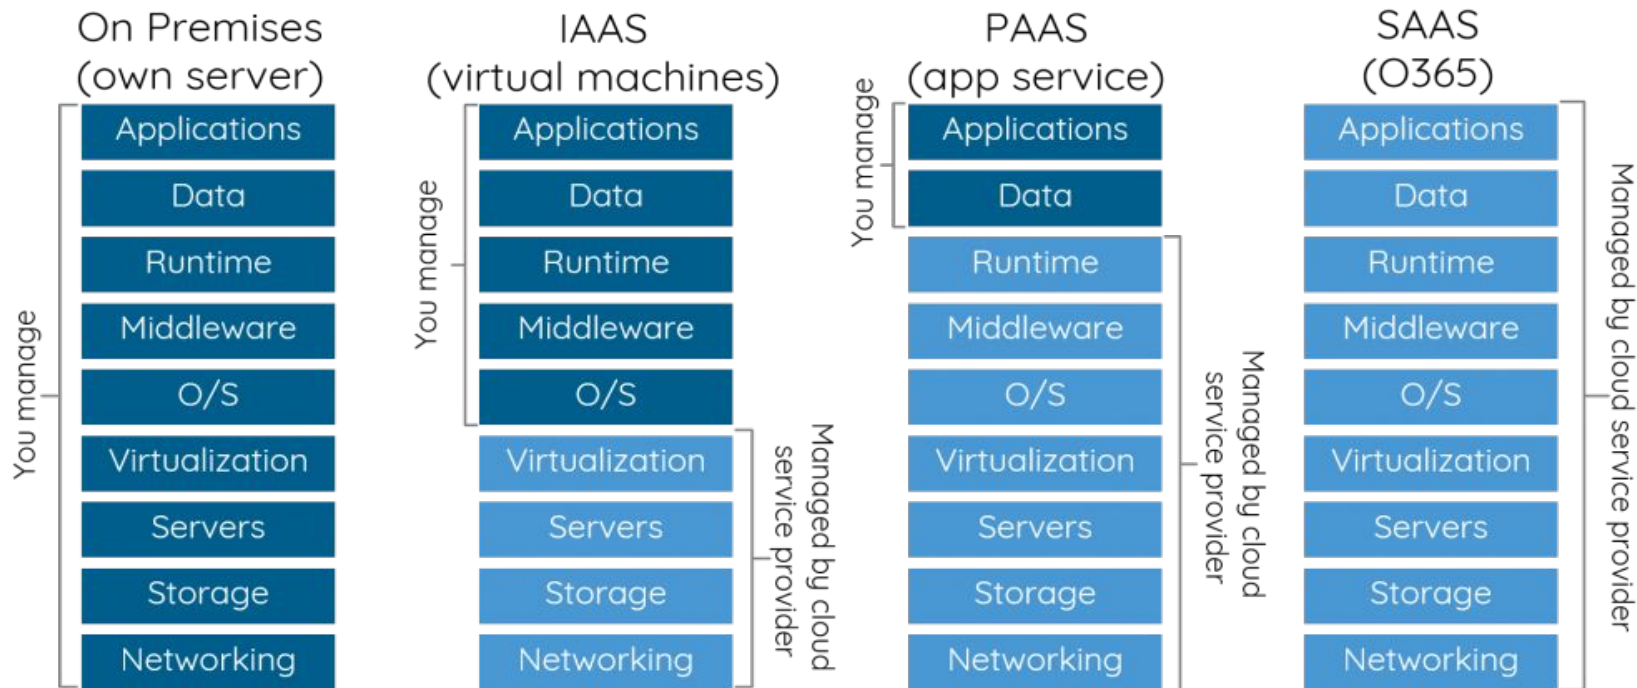 On Premises
(own server)
You manage
Applications
Data
Runtime
Middleware
O/S
Virtualization
Servers
Storage
Networking
IAAS
(virtual machines)
You manage
Applications
Data
Runtime
Middleware
O/S
Virtualization
Servers
Storage
Networking
Managed by cloud
service provider
PAAS
(app service)
You manage
Applications
Data
Runtime
Middleware
O/S
Virtualization
Servers
Storage
Networking
Managed by cloud
service provider
SAAS
(O365)
Applications
Data
Runtime
Middleware
O/S
Virtualization
Servers
Storage
Networking
Managed by cloud service provider